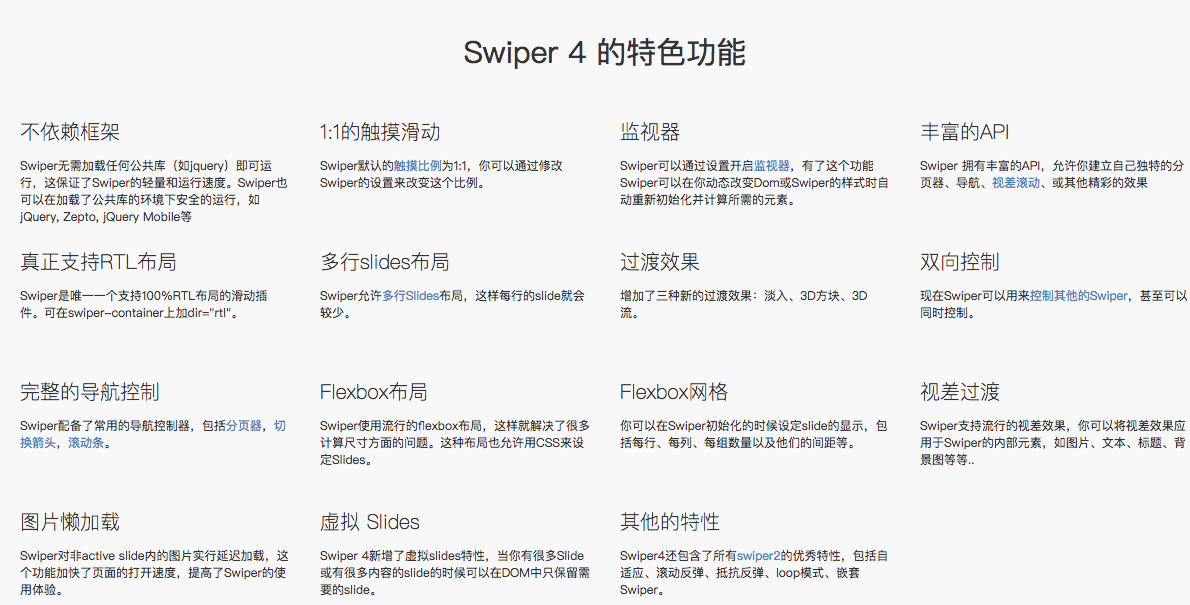 Swiper 4 的特色功能
不依赖框架
Swiper无需加载任何公共库（如jquery）即可运
行，这保证了Swiper的轻量和运行速度。Swiper也
可以在加载了公共库的环境下安全的运行，如
jQuery, Zepto, jQuery Mobile等
1:1的触摸滑动
Swiper默认的触摸比例为1:1，你可以通过修改
Swiper的设置来改变这个比例。
监视器
Swiper可以通过设置开启监视器，有了这个功能
Swiper可以在你动态改变Dom或Swiper的样式时自
动重新初始化并计算所需的元素。
丰富的API
Swiper 拥有丰富的API，允许你建立自己独特的分
页器、导航、视差滚动、或其他精彩的效果
真正支持RTL布局
Swiper是唯一一个支持100%RTL布局的滑动插
件。可在swiper-container上加dir="rtl"。
多行slides布局
Swiper允许多行Slides布局，这样每行的slide就会
较少。
过渡效果
增加了三种新的过渡效果：淡入、3D方块、3D
流。
双向控制
现在Swiper可以用来控制其他的Swiper，甚至可以
同时控制。
完整的导航控制
Swiper配备了常用的导航控制器，包括分页器，切
换箭头，滚动条。
Flexbox布局
Swiper使用流行的flexbox布局，这样就解决了很多
计算尺寸方面的问题。这种布局也允许用CSS来设
定Slides。
Flexbox网格
你可以在Swiper初始化的时候设定slide的显示，包
括每行、每列、每组数量以及他们的间距等。
视差过渡
Swiper支持流行的视差效果，你可以将视差效果应
用于Swiper的内部元素，如图片、文本、标题、背
景图等等..
图片懒加载
Swiper对非active slide内的图片实行延迟加载，这
个功能加快了页面的打开速度，提高了Swiper的使
用体验。
虚拟 Slides
Swiper 4新增了虚拟slides特性，当你有很多Slide
或有很多内容的slide的时候可以在DOM中只保留需
要的slide。
其他的特性
Swiper4还包含了所有swiper2的优秀特性，包括自
适应、滚动反弹、抵抗反弹、loop模式、嵌套
Swiper。